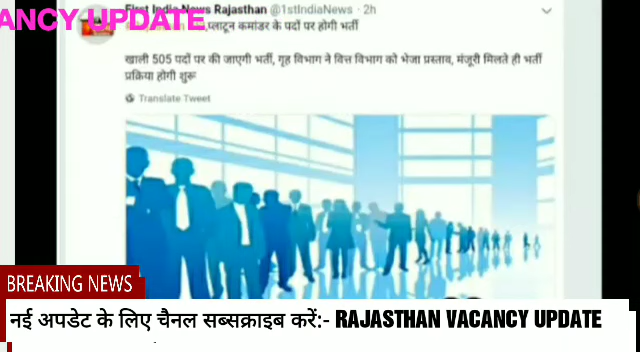 ANCY UPDATE
First India News Rajasthan @1stIndiaNews · 2h
प्लाटून कमांडर के पदों पर होगी भर्ती
खाली 505 पदों पर की जाएगी भर्ती, गृह विभाग ने वित्त विभाग को भेजा प्रस्ताव, मंजूरी मिलते ही भर्ती
प्रक्रिया होगी शुरू
Translate Tweet
BREAKING NEWS
नई अपडेट के लिए चैनल सब्सक्राइब करें:- RAJASTHAN VACANCY UPDATE